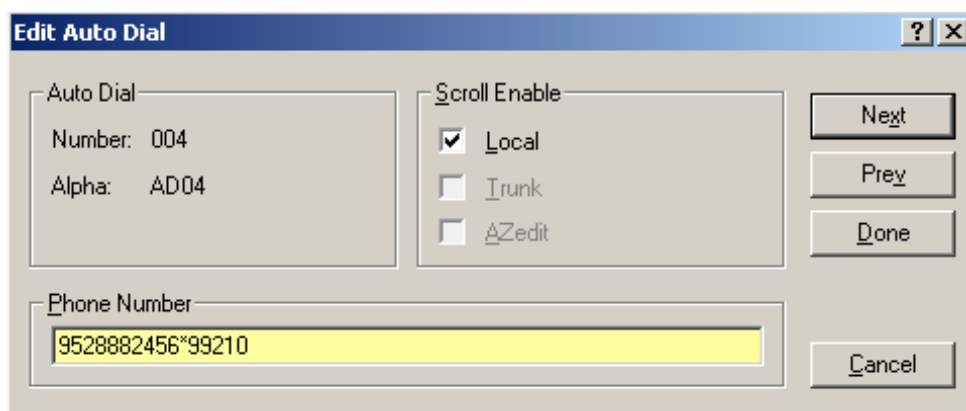 Edit Auto Dial
Auto Dial
Number: 004
Alpha: AD04
Scroll Enable
Local
Trunk
AZedit
Next
Prev
Done
Phone Number
9528882456*99210
Cancel